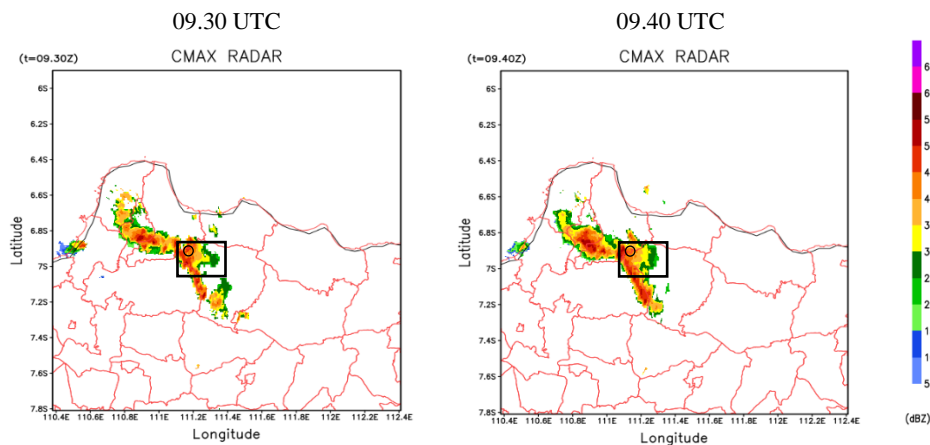 09.30 UTC
09.40 UTC
(t=09.30Z)
CMAX RADAR
(t=09.40Z)
CMAX RADAR
6S
6.2S
6.4S
6.6S
6.8S
7S
7.2S
7.4S
7.6S
7.8S
Latitude
110.4E 110.6E 110.8E 111E 111.2E 111.4E 111.6E 111.8E 112E 112.2E 112.4E
Longitude
6S
6.2S
6.4S
6.6S
6.8S
7S
7.2S
7.4S
7.6S
7.8S
Latitude
110.4E 110.6E 110.8E 111E 111.2E 111.4E 111.6E 111.8E 112E 112.2E 112.4E
Longitude
6
6
5
5
4
4
3
3
2
2
1
1
5
(dBZ)